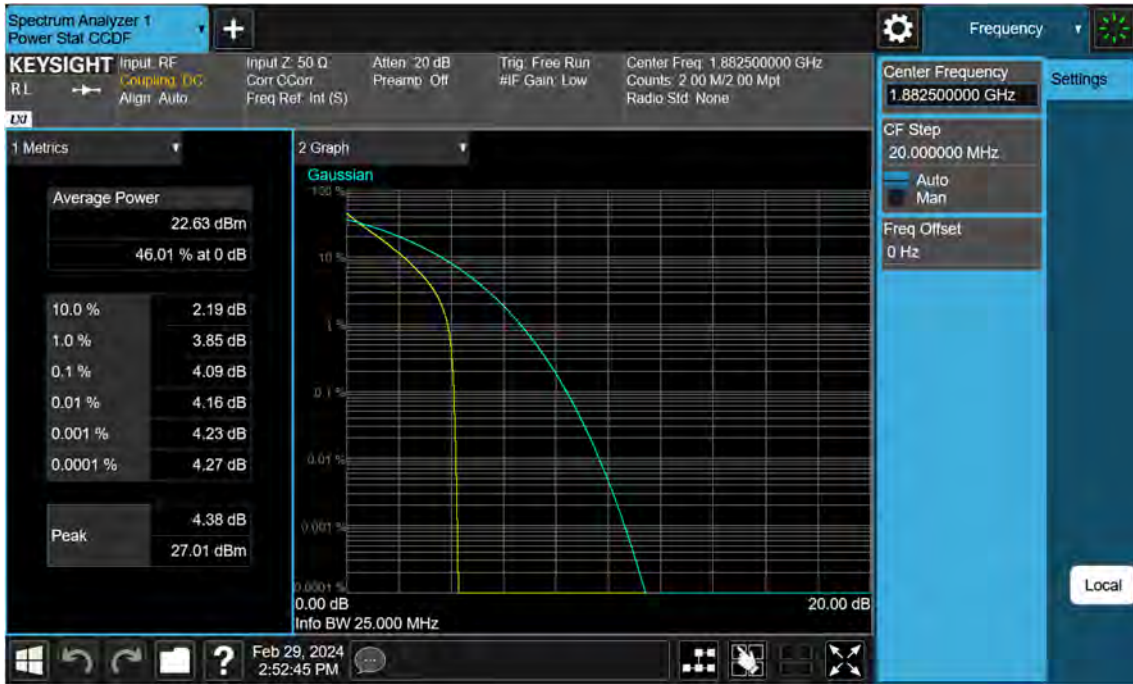 Spectrum Analyzer 1
Power Stat CCDF
Frequency
KEYSIGHT
R L
LXI
Input: RF
Coupling: DC
Align: Auto
Input Z: 50 Ω
Corr CCorr
Freq Ref: Int (S)
Atten: 20 dB
Preamp: Off
Trig: Free Run
#IF Gain: Low
Center Freq: 1.882500000 GHz
Counts: 2.00 M/2.00 Mpt
Radio Std: None
Center Frequency
1.882500000 GHz
Settings
CF Step
20.000000 MHz
Auto
Man
Freq Offset
0 Hz
1 Metrics
Average Power
22.63 dBm
46.01 % at 0 dB
10.0 % 2.19 dB
1.0 % 3.85 dB
0.1 % 4.09 dB
0.01 % 4.16 dB
0.001 % 4.23 dB
0.0001 % 4.27 dB
Peak
4.38 dB
27.01 dBm
2 Graph
Gaussian
100 %
10 %
1 %
0.1 %
0.01 %
0.001 %
0.0001 %
0.00 dB 20.00 dB
Info BW 25.000 MHz
Local
?
Feb 29, 2024
2:52:45 PM